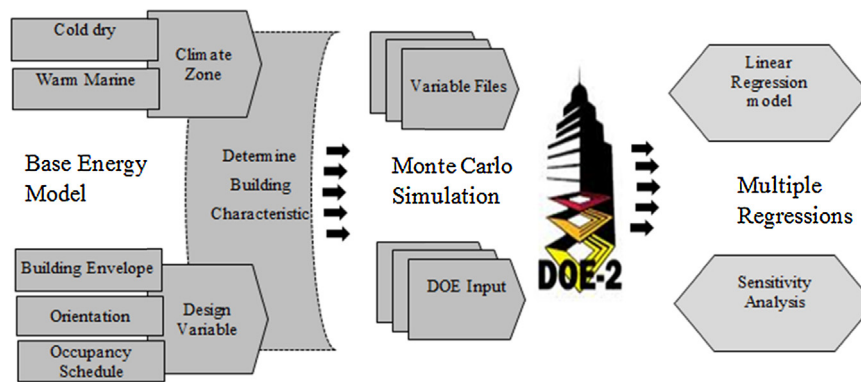 Cold dry
Warm Marine
Climate
Zone
Base Energy
Model
Building Envelope
Orientation
Occupancy
Schedule
Design
Variable
Determine
Building
Characteristic
Variable Files
Monte Carlo
Simulation
DOE Input
DOE-2
Linear
Regression
model
Multiple
Regressions
Sensitivity
Analysis